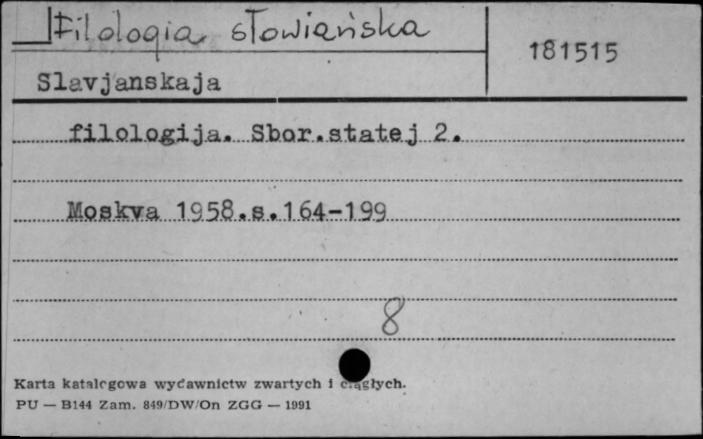 Filologia słowiańska
181515
Slavjanskaja
filologija. Sbor.statej 2.
Moskva 1958.s.164-199
8
Karta katalogowa wydawnictw zwartych i ciągłych.
PU — B144 Zam. 849/DW/On ZGG — 1991